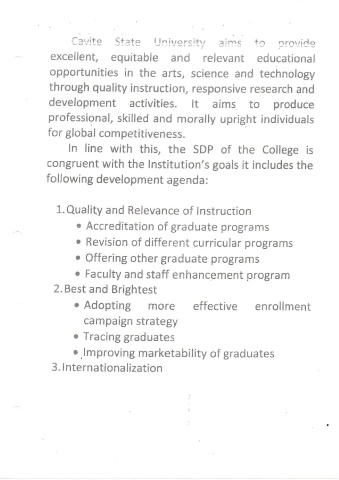 Cavite State University aims to provide
excellent, equitable and relevant educational
opportunities in the arts, science and technology
through quality instruction, responsive research and
development activities. It aims to produce
professional, skilled and morally upright individuals
for global competitiveness.
In line with this, the SDP of the College is
congruent with the Institution's goals it includes the
following development agenda:
1. Quality and Relevance of Instruction
• Accreditation of graduate programs
• Revision of different curricular programs
• Offering other graduate programs
• Faculty and staff enhancement program
2. Best and Brightest
• Adopting more effective enrollment
campaign strategy
• Tracing graduates
• Improving marketability of graduates
3. Internationalization